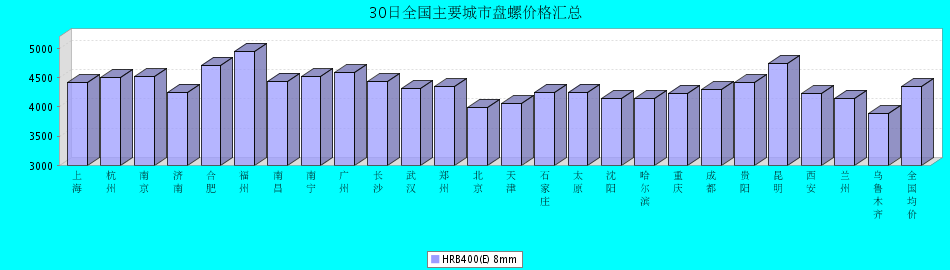 30日全国主要城市盘螺价格汇总
5000
4500
4000
3500
3000
上海
杭州
南京
济南
合肥
福州
南昌
南宁
广州
长沙
武汉
郑州
北京
天津
石家庄
太原
沈阳
哈尔滨
重庆
成都
贵阳
昆明
西安
兰州
乌鲁木齐
全国均价
HRB400(E) 8mm